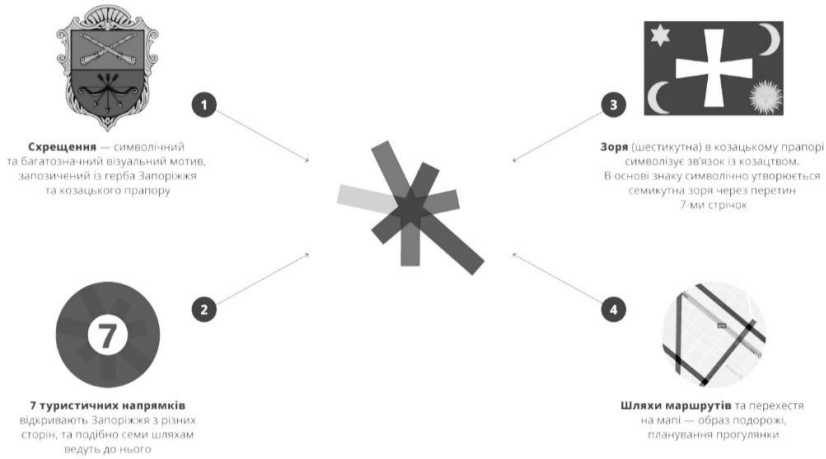 1
Схрещення — символічний
та багатозначний візуальний мотив,
запозичений із герба Запоріжжя
та козацького прапору
3
Зоря (шестикутна) в козацькому прапорі
символізує зв'язок із козацтвом.
В основі знаку символічно утворюється
семикутна зоря через перетин
7-ми стрічок
2
7
7 туристичних напрямків
відкривають Запоріжжя з різних
сторін, та подібно семи шляхам
ведуть до нього
4
Шляхи маршрутів та перехестя
на мапі — образ подорожі,
планування прогулянки